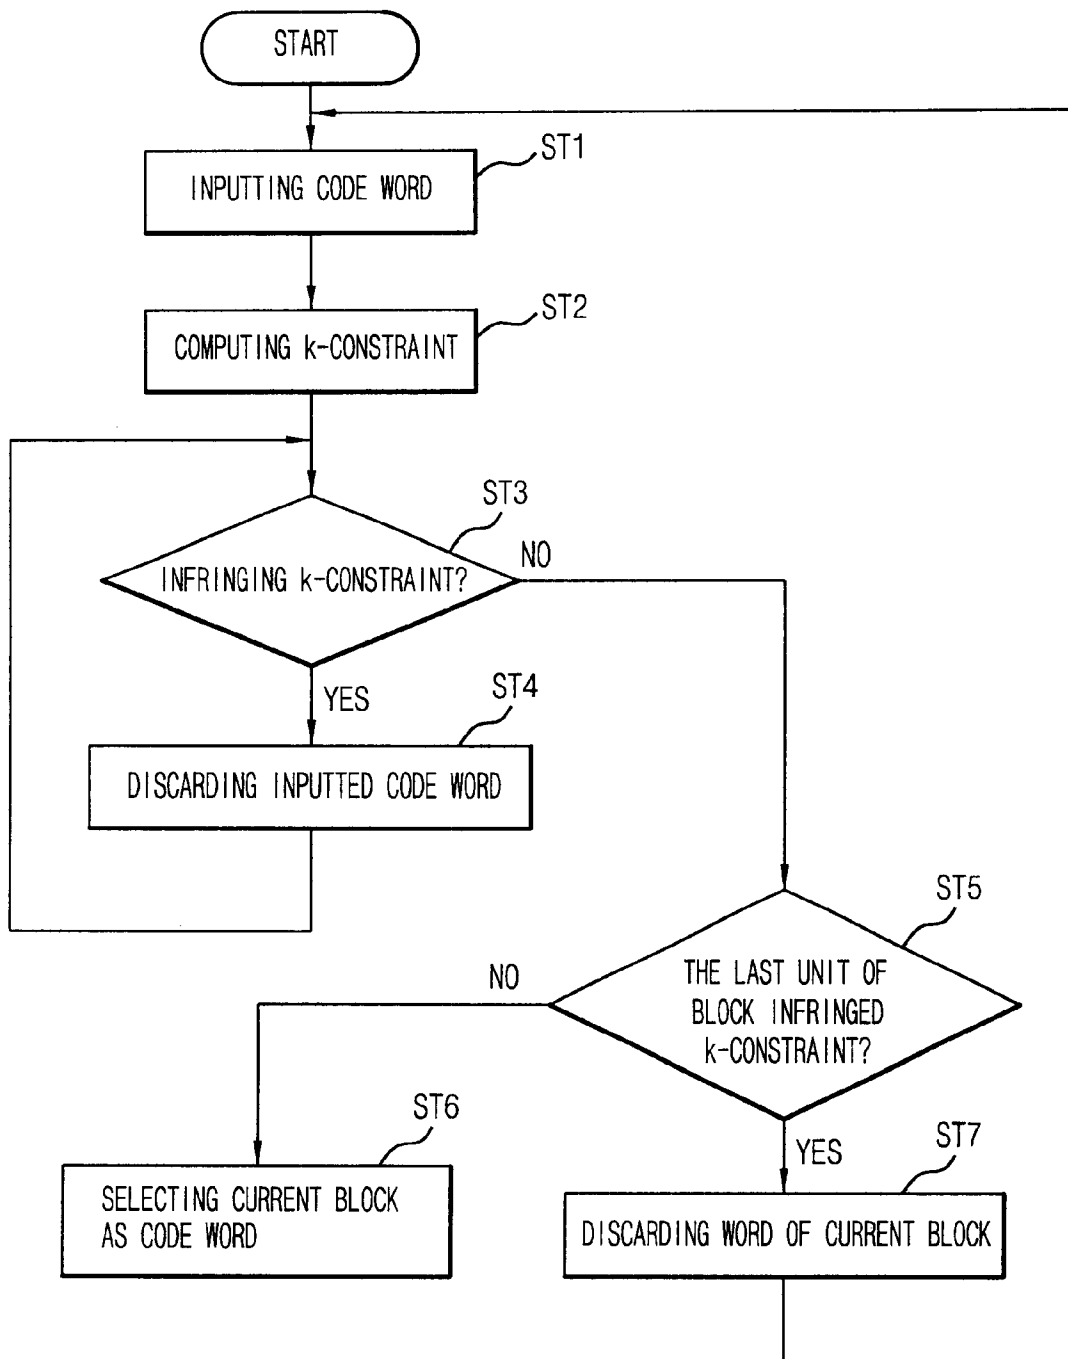 START
ST1
INPUTTING CODE WORD
ST2
COMPUTING k-CONSTRAINT
ST3
INFRINGING k-CONSTRAINT?
NO
YES
ST4
DISCARDING INPUTTED CODE WORD
ST5
THE LAST UNIT OF
BLOCK INFRINGED
k-CONSTRAINT?
NO
ST6
SELECTING CURRENT BLOCK
AS CODE WORD
YES
ST7
DISCARDING WORD OF CURRENT BLOCK